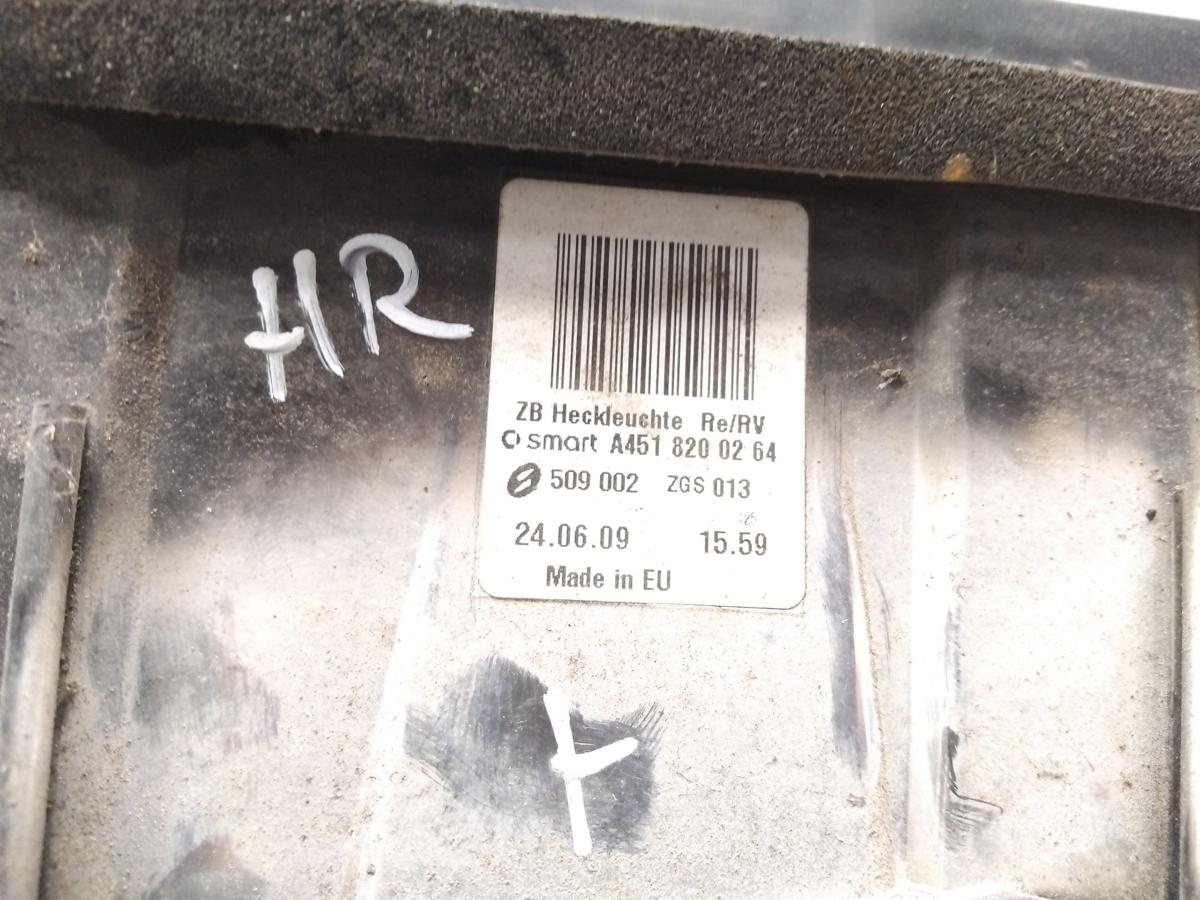 HR
ZB Heckleuchte Re/RV
smart A451 820 02 64
509 002 ZGS 013
24.06.09 15.59
Made in EU